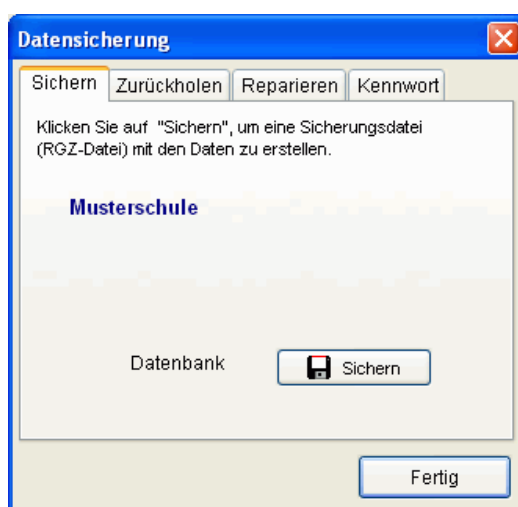 Datensicherung
Sichern Zurückholen Reparieren Kennwort
Klicken Sie auf "Sichern", um eine Sicherungsdatei
(RGZ-Datei) mit den Daten zu erstellen.
Musterschule
Datenbank Sichern
Fertig